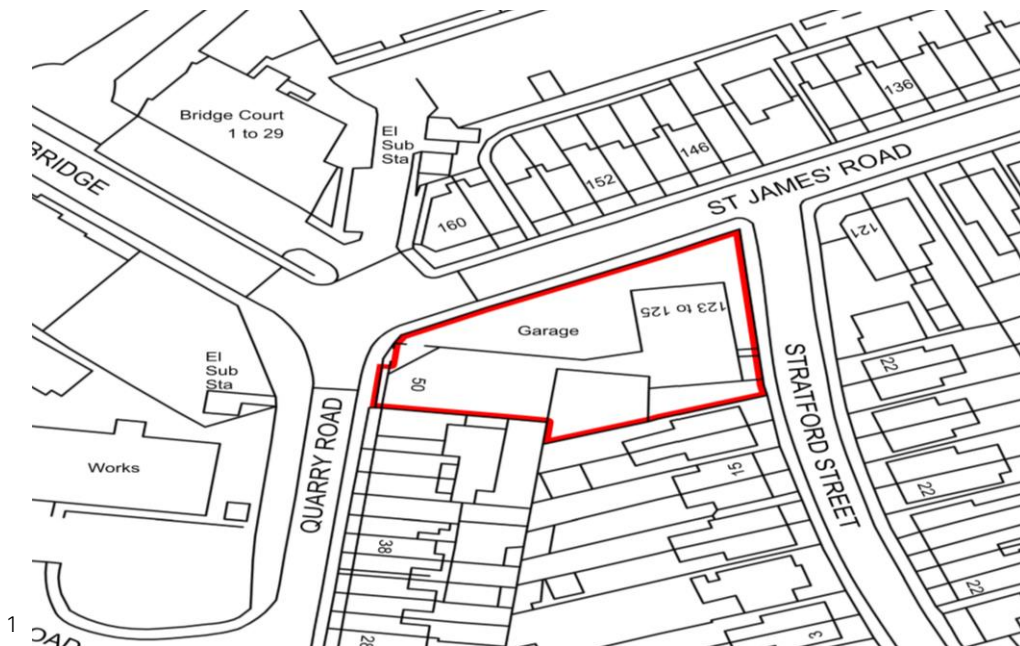 Bridge Court
1 to 29
El
Sub
Sta
BRIDGE
136
146
152
160
ST JAMES' ROAD
121
123 to 125
Garage
50
El
Sub
Sta
22
STRATFORD STREET
QUARRY ROAD
Works
15
22
38
22
3
28
1